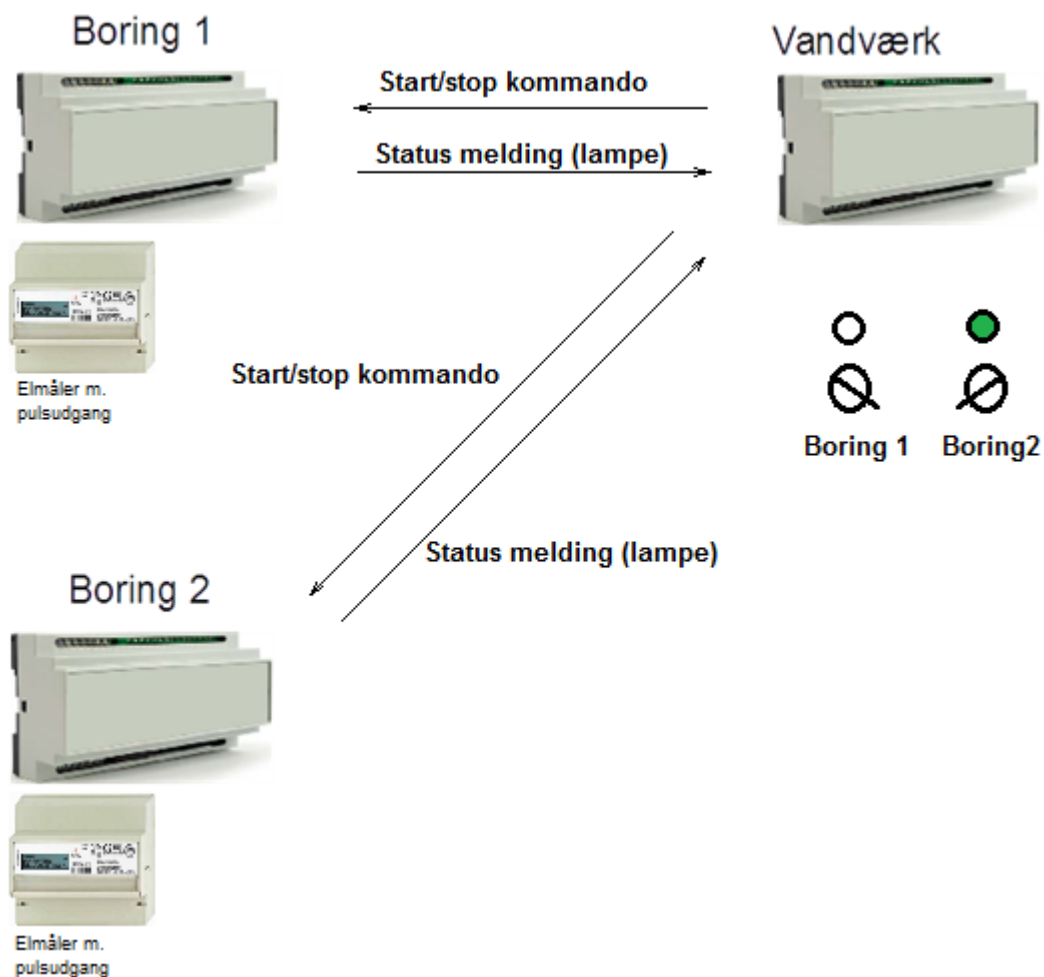 Boring 1
Vandværk
Start/stop kommando
Status melding (lampe)
Elmåler m.
pulsudgang
Start/stop kommando
Boring 1
Boring2
Status melding (lampe)
Boring 2
Elmåler m.
pulsudgang